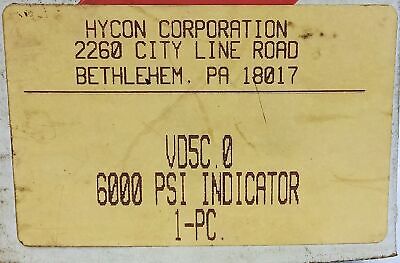 HYCON CORPORATION
2260 CITY LINE ROAD
BETHLEHEM, PA 18017
VD5C.0
6000 PSI INDICATOR
1-PC.